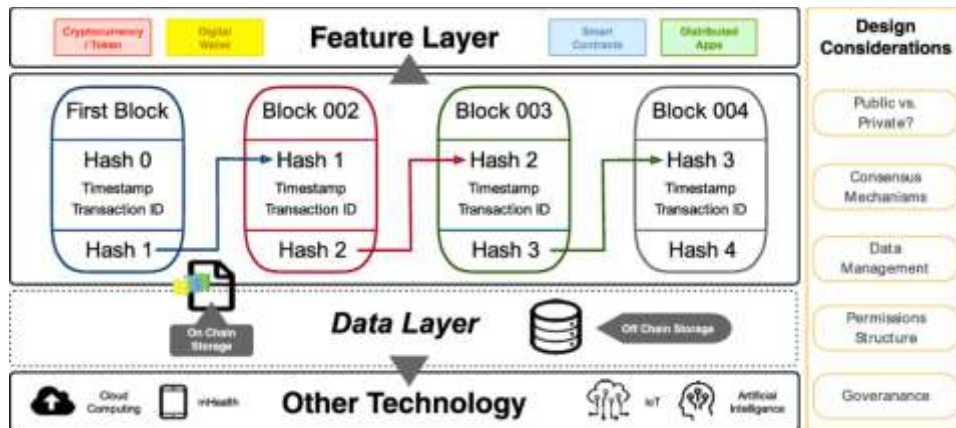 Cryptocurrency
/ Token
Digital
Wallet
Feature Layer
Smart
Contracts
Distributed
Apps
First Block
Hash 0
Timestamp
Transaction ID
Hash 1
Block 002
Hash 1
Timestamp
Transaction ID
Hash 2
Block 003
Hash 2
Timestamp
Transaction ID
Hash 3
Block 004
Hash 3
Timestamp
Transaction ID
Hash 4
On Chain
Storage
Data Layer
Off Chain Storage
Cloud
Computing
mHealth
Other Technology
IoT
Artificial
Intelligence
Design
Considerations
Public vs.
Private?
Consensus
Mechanisms
Data
Management
Permissions
Structure
Goveranance